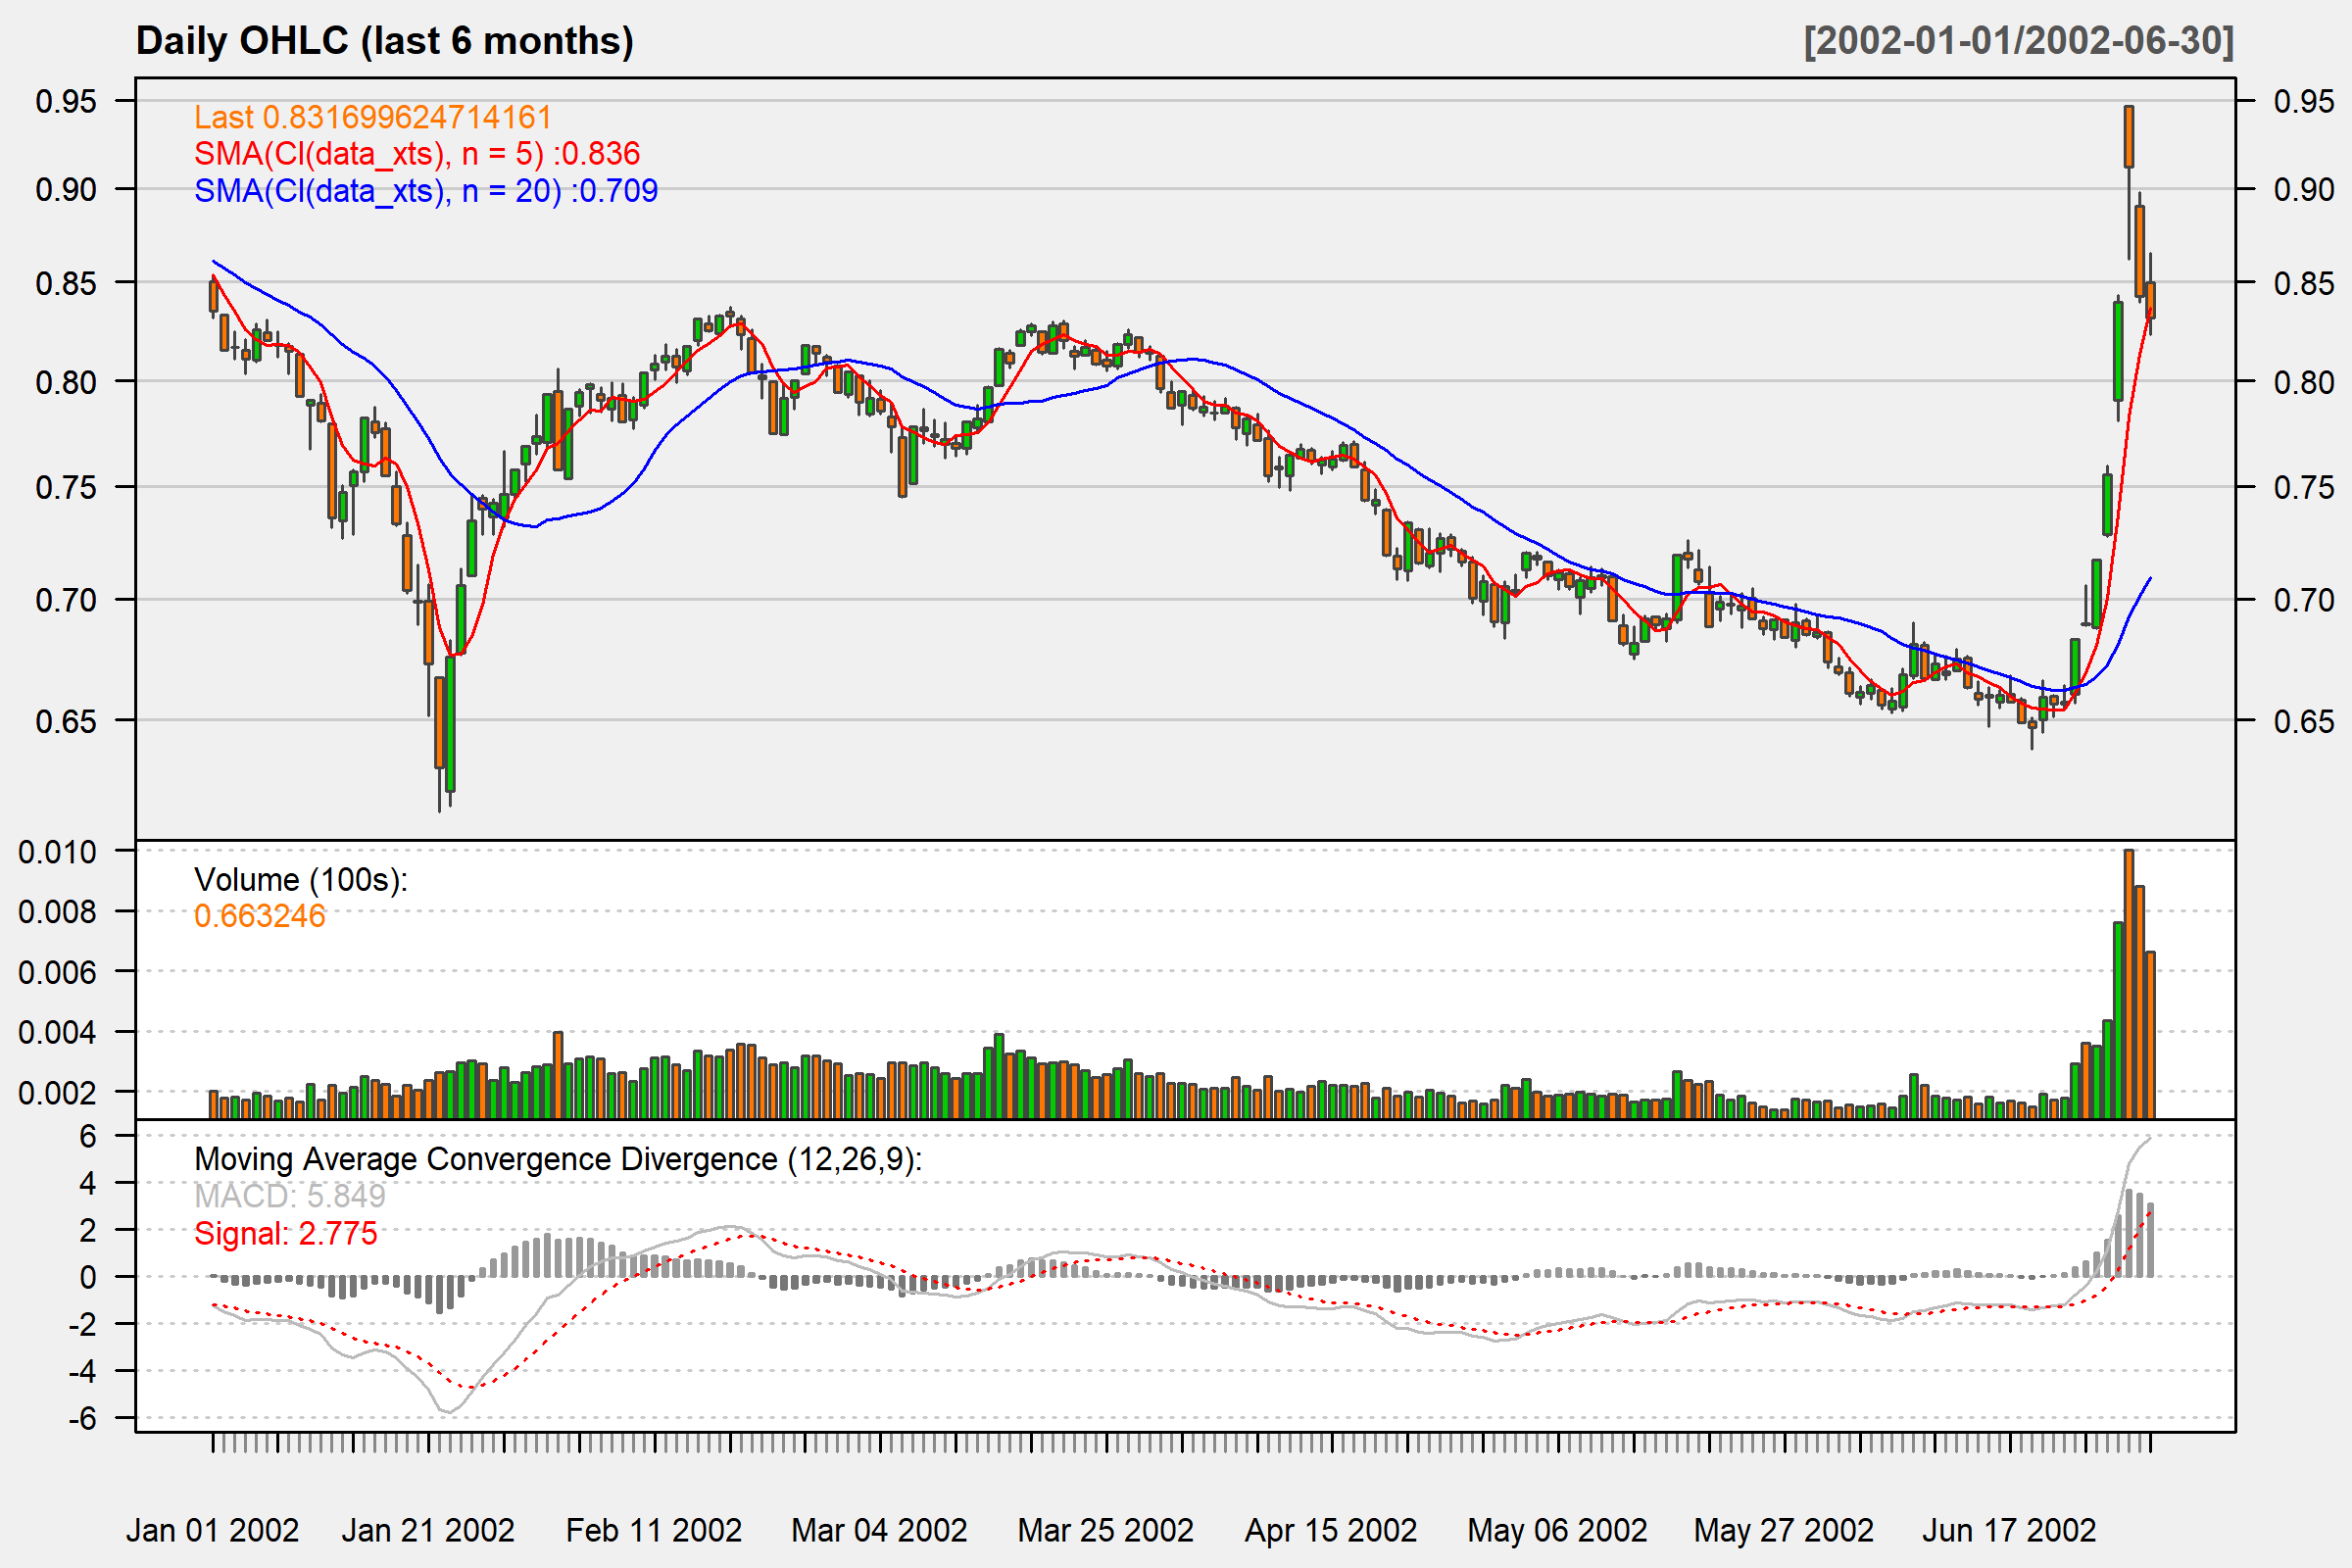 Daily OHLC (last 6 months) [2002-01-01/2002-06-30]
0.95 0.95
Last 0.831699624714161
SMA(Cl(data_xts), n = 5) :0.836
0.90 0.90
SMA(Cl(data_xts), n = 20) :0.709
0.85 0.85
0.80 0.80
0.75 0.75
0.70 0.70
0.65 0.65
0.010
Volume (100s):
0.008
0.663246
0.006
0.004
0.002
6
Moving Average Convergence Divergence (12,26,9):
4
MACD: 5.849
2
Signal: 2.775
0
-2
-4
-6
Jan 01 2002 Jan 21 2002 Feb 11 2002 Mar 04 2002 Mar 25 2002 Apr 15 2002 May 06 2002 May 27 2002 Jun 17 2002